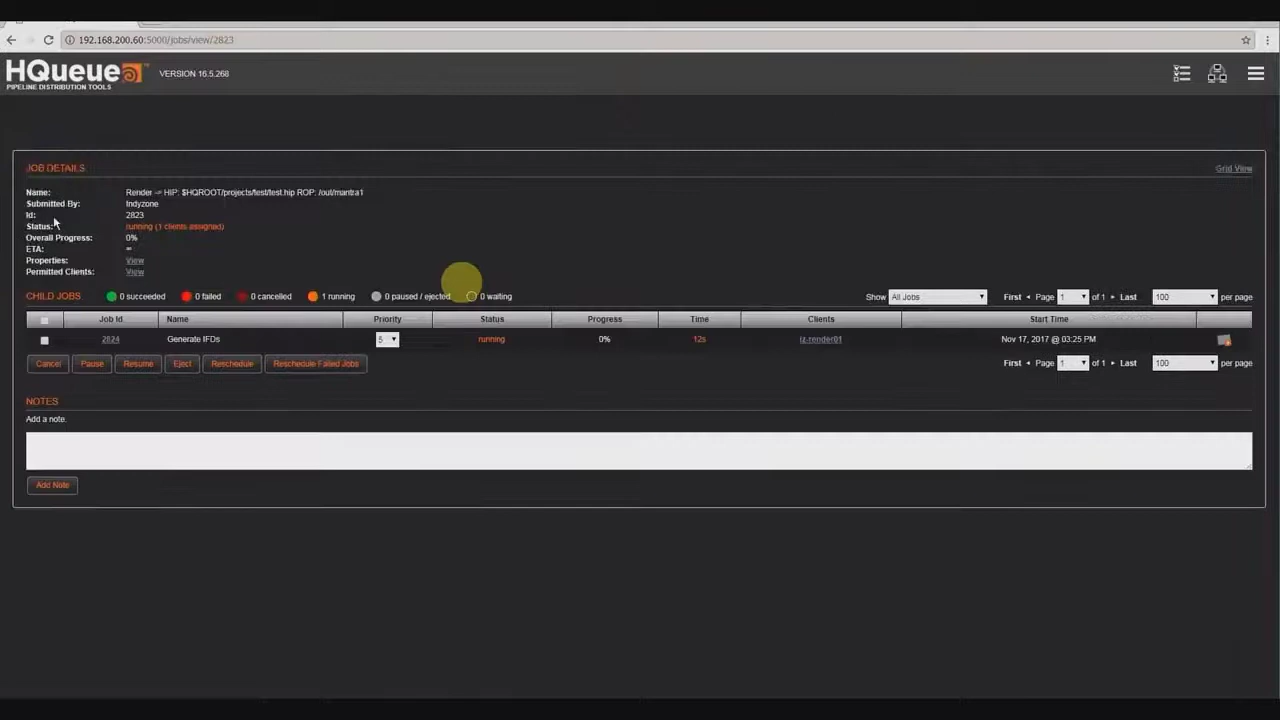 192.168.200.60:5000/jobs/view/2823
HQueue™ VERSION 16.5.268
PIPELINE DISTRIBUTION TOOLS
JOB DETAILS Grid View
Name: Render -> HIP: $HQROOT/projects/test/test.hip ROP: /out/mantra1
Submitted By: Indyzone
Id: 2823
Status: running (1 clients assigned)
Overall Progress: 0%
ETA: ∞
Properties: View
Permitted Clients: View
CHILD JOBS 0 succeeded 0 failed 0 cancelled 1 running 0 paused / ejected 0 waiting Show All Jobs First Page 1 of 1 Last 100 per page
Job Id Name Priority Status Progress Time Clients Start Time
2824 Generate IFDs 5 running 0% 12s iz-render01 Nov 17, 2017 @ 03:25 PM
Cancel Pause Resume Eject Reschedule Reschedule Failed Jobs First Page 1 of 1 Last 100 per page
NOTES
Add a note.
Add Note